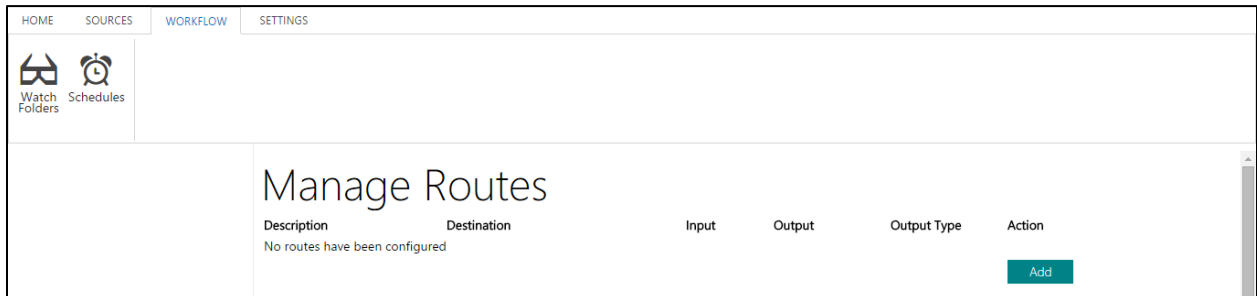 HOME SOURCES WORKFLOW SETTINGS
Watch Folders Schedules
Manage Routes
Description Destination Input Output Output Type Action
No routes have been configured
Add